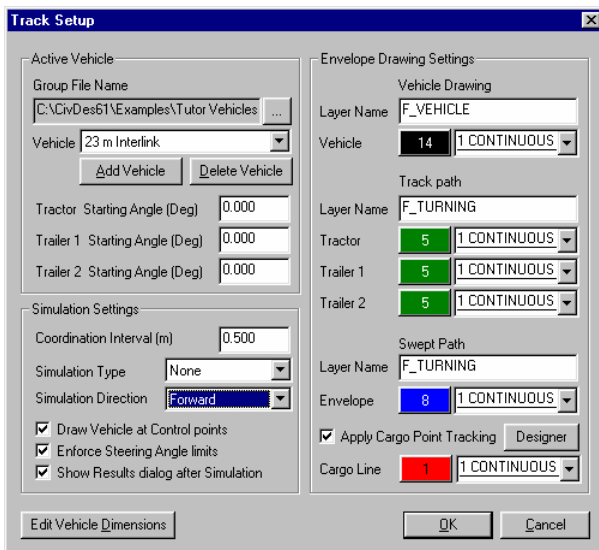 Track Setup
Active Vehicle
Group File Name
C:\CivDes61\Examples\Tutor Vehicles
...
Vehicle 23 m Interlink
Add Vehicle Delete Vehicle
Tractor Starting Angle (Deg) 0.000
Trailer 1 Starting Angle (Deg) 0.000
Trailer 2 Starting Angle (Deg) 0.000
Simulation Settings
Coordination Interval (m) 0.500
Simulation Type None
Simulation Direction Forward
Draw Vehicle at Control points
Enforce Steering Angle limits
Show Results dialog after Simulation
Edit Vehicle Dimensions
Envelope Drawing Settings
Vehicle Drawing
Layer Name F_VEHICLE
Vehicle 14 1 CONTINUOUS
Track path
Layer Name F_TURNING
Tractor 5 1 CONTINUOUS
Trailer 1 5 1 CONTINUOUS
Trailer 2 5 1 CONTINUOUS
Swept Path
Layer Name F_TURNING
Envelope 8 1 CONTINUOUS
Apply Cargo Point Tracking Designer
Cargo Line 1 1 CONTINUOUS
OK Cancel